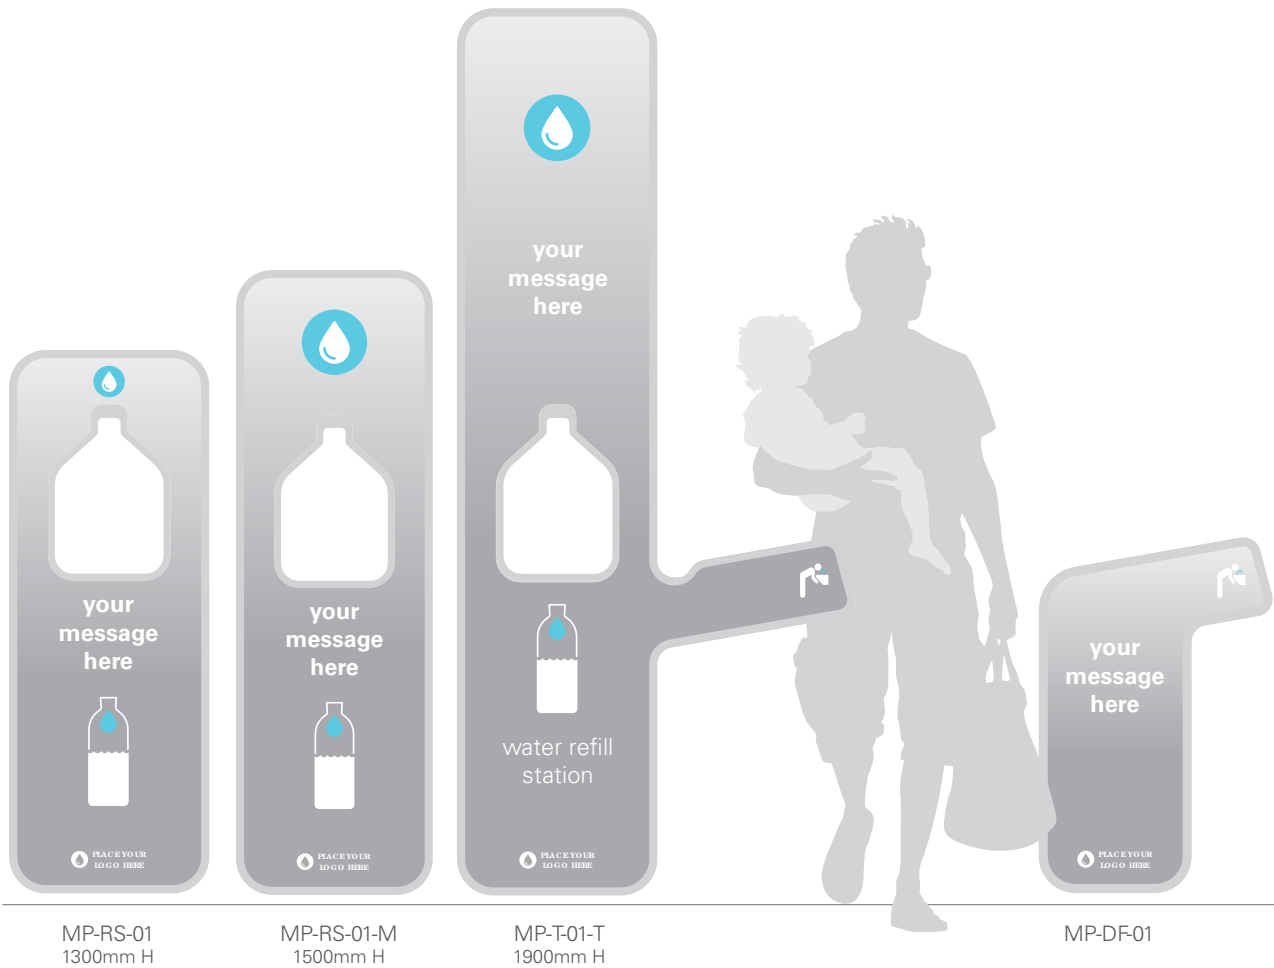 your
message
here
PLACE YOUR
LOGO HERE
MP-RS-01
1300mm H
your
message
here
PLACE YOUR
LOGO HERE
MP-RS-01-M
1500mm H
your
message
here
water refill
station
PLACE YOUR
LOGO HERE
MP-T-01-T
1900mm H
your
message
here
PLACE YOUR
LOGO HERE
MP-DF-01